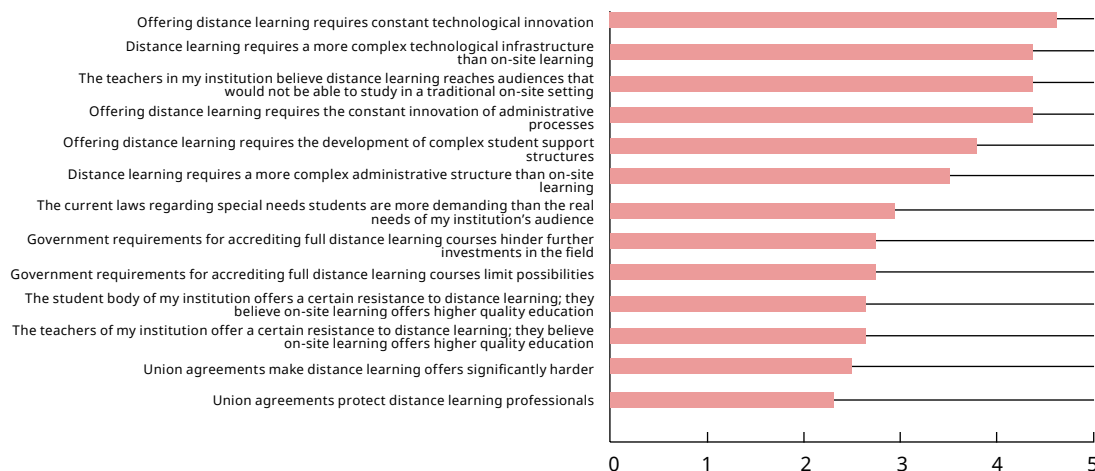 Offering distance learning requires constant technological innovation
Distance learning requires a more complex technological infrastructure
than on-site learning
The teachers in my institution believe distance learning reaches audiences that
would not be able to study in a traditional on-site setting
Offering distance learning requires the constant innovation of administrative
processes
Offering distance learning requires the development of complex student support
structures
Distance learning requires a more complex administrative structure than on-site
learning
The current laws regarding special needs students are more demanding than the real
needs of my institution’s audience
Government requirements for accrediting full distance learning courses hinder further
investments in the field
Government requirements for accrediting full distance learning courses limit possibilities
The student body of my institution offers a certain resistance to distance learning; they
believe on-site learning offers higher quality education
The teachers of my institution offer a certain resistance to distance learning; they believe
on-site learning offers higher quality education
Union agreements make distance learning offers significantly harder
Union agreements protect distance learning professionals
0 1 2 3 4 5